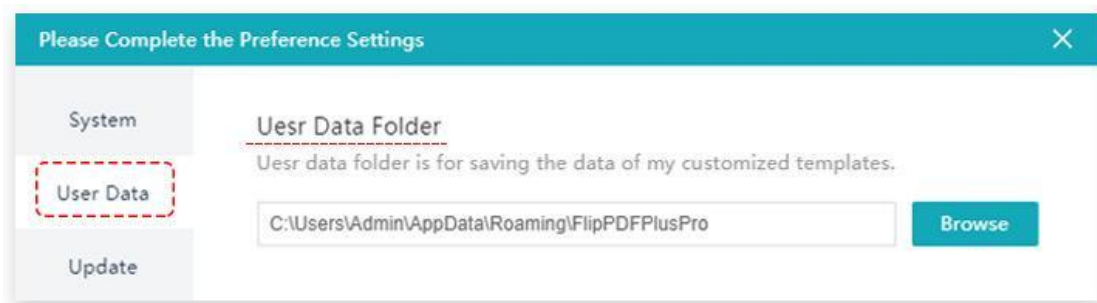 Please Complete the Preference Settings
System
User Data
Update
Uesr Data Folder
Uesr data folder is for saving the data of my customized templates.
C:\Users\Admin\AppData\Roaming\FlipPDFPlusPro
Browse